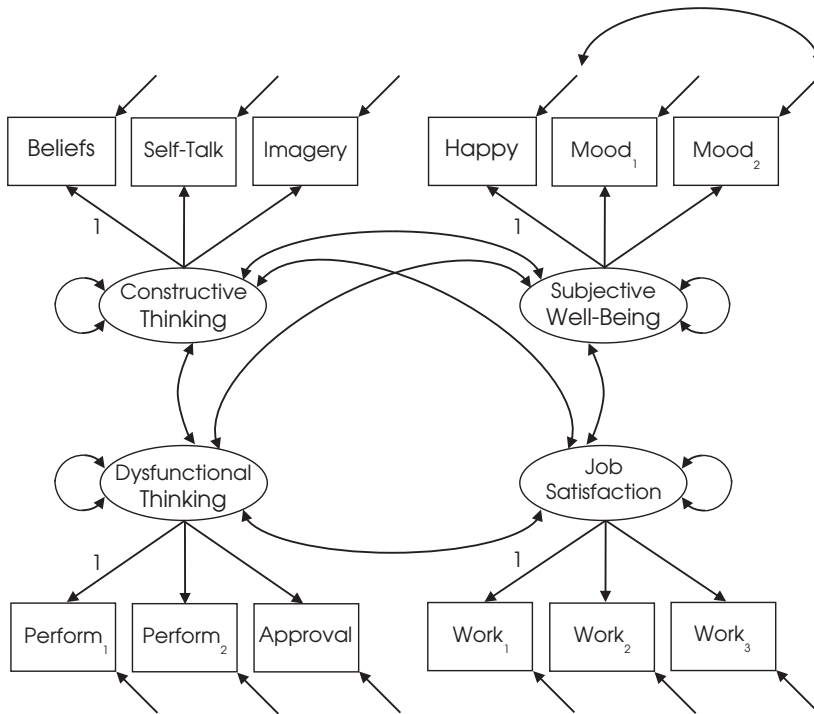 Beliefs Self-Talk Imagery Happy Mood₁ Mood₂
1 1
Constructive
Thinking
Subjective
Well-Being
Dysfunctional
Thinking
Job
Satisfaction
1 1
Perform₁ Perform₂ Approval Work₁ Work₂ Work₃